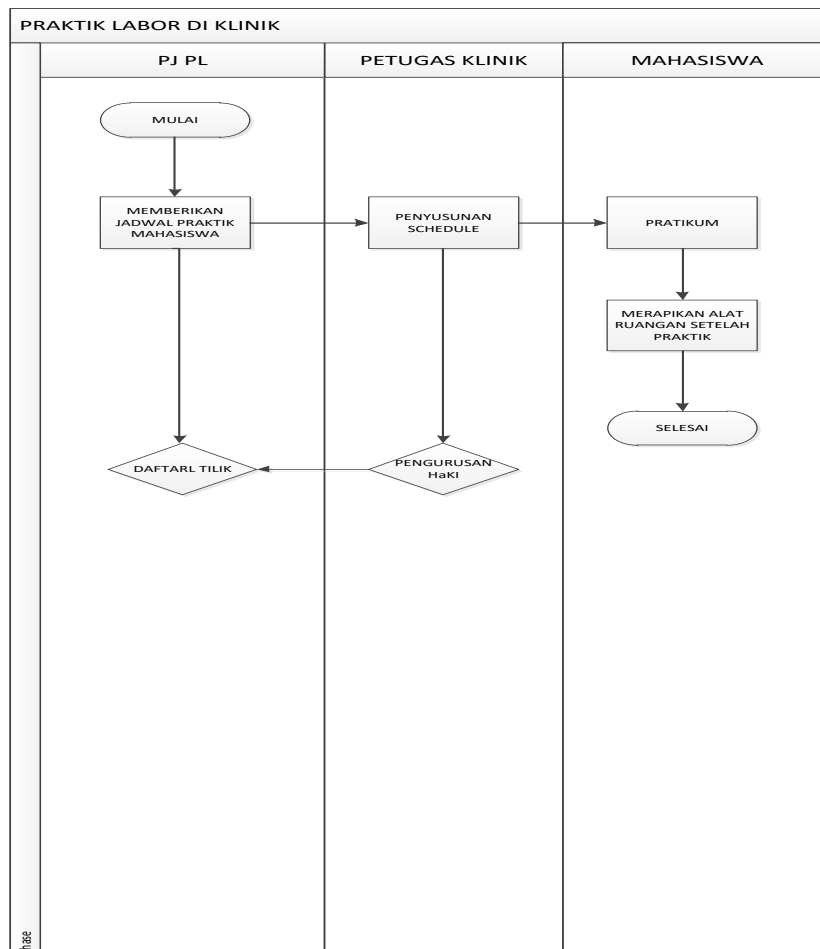 PRAKTIK LABOR DI KLINIK
PJ PL
PETUGAS KLINIK
MAHASISWA
MULAI
MEMBERIKAN
JADWAL PRAKTIK
MAHASISWA
PENYUSUNAN
SCHEDULE
PRATIKUM
MERAPIKAN ALAT
RUANGAN SETELAH
PRAKTIK
SELESAI
DAFTARL TILIK
PENGURUSAN
HaKI
hase